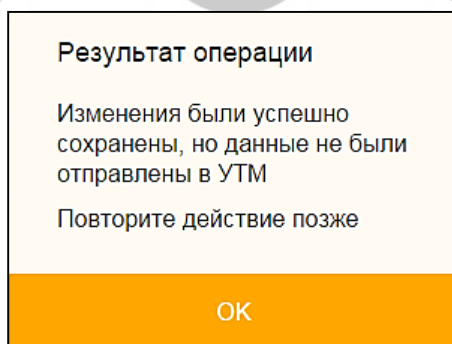 Результат операции
Изменения были успешно
сохранены, но данные не были
отправлены в УТМ
Повторите действие позже
OK